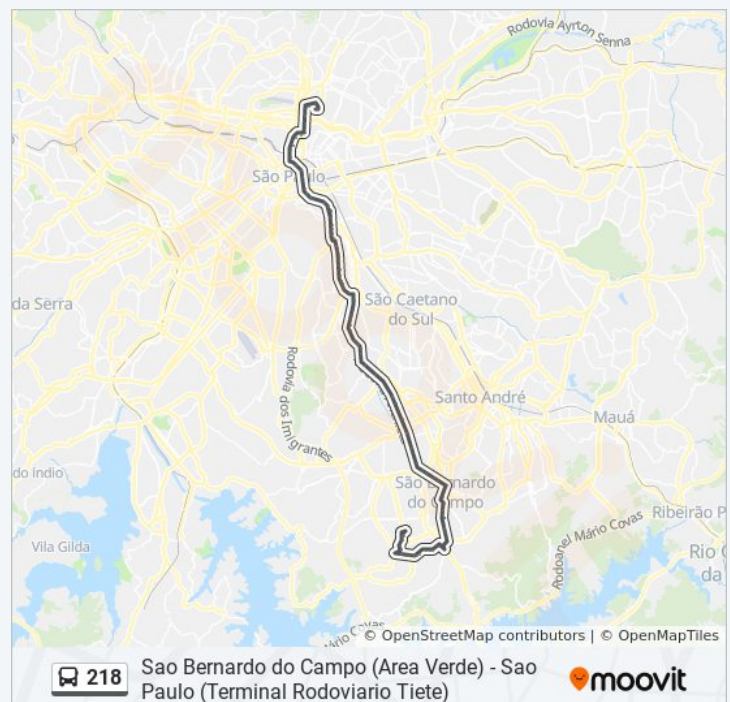 Rodovia Ayrton Senna
São Paulo
São Caetano
do Sul
da Serra
Rodovia dos Imigrantes
Santo André
Mauá
do Índio
São Bernardo
do Campo
Ribeirão P
Vila Gilda
Rodoanel Mário Covas
Rio G
da
Mário Covas
© OpenStreetMap contributors | © OpenMapTiles
218
Sao Bernardo do Campo (Area Verde) - Sao
Paulo (Terminal Rodoviario Tiete)
moovit